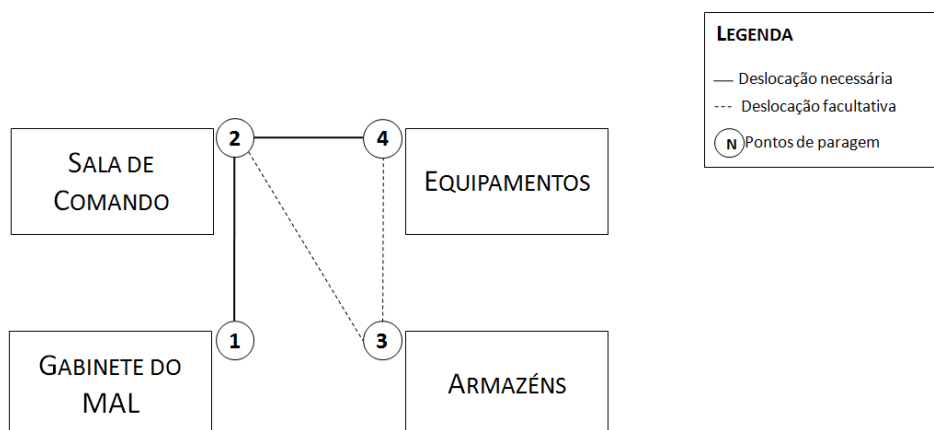 LEGENDA
Deslocação necessária
Deslocação facultativa
N Pontos de paragem
2
4
SALA DE
COMANDO
EQUIPAMENTOS
1
3
GABINETE DO
MAL
ARMAZÉNS